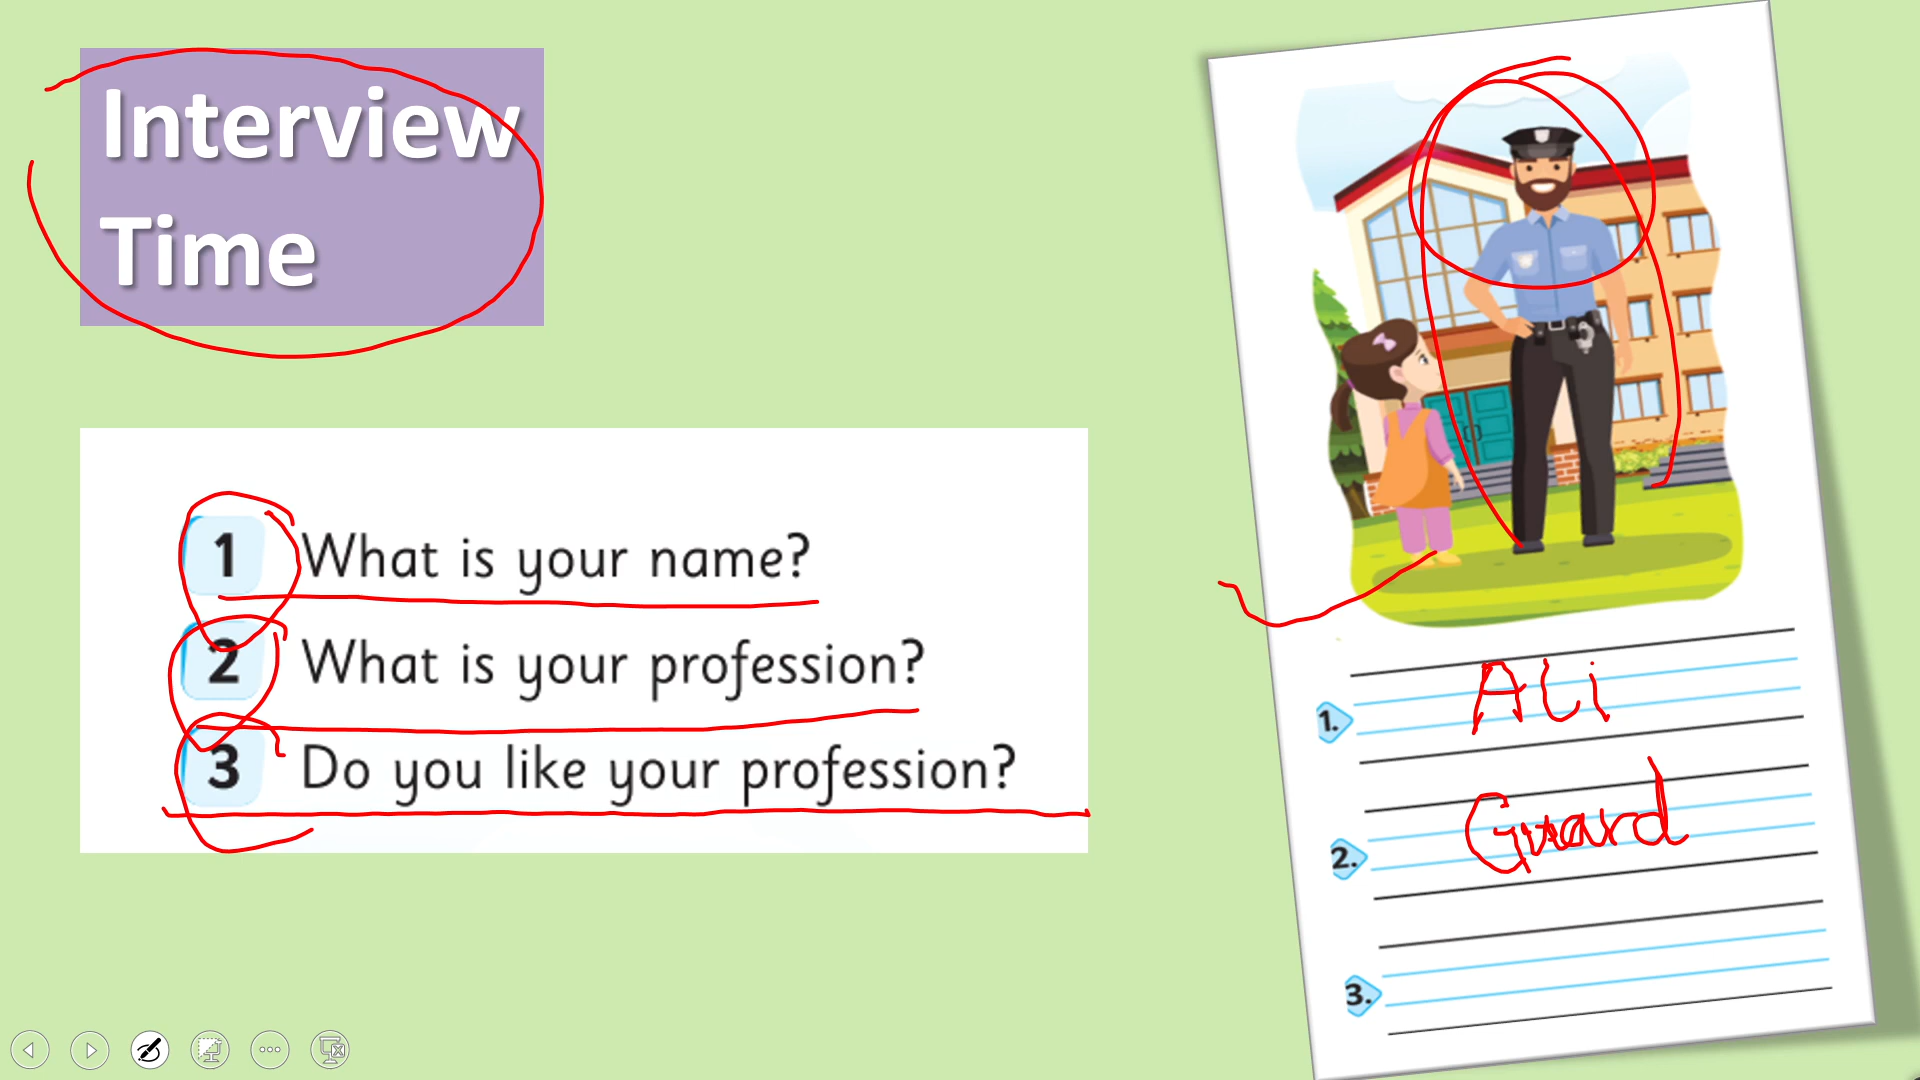 Interview
Time
1 What is your name?
2 What is your profession?
3 Do you like your profession?
1. ALi
2. Guard
3.